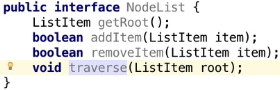 public interface NodeList {
    ListItem getRoot();
    boolean addItem(ListItem item);
    boolean removeItem(ListItem item);
    void traverse(ListItem root);
}